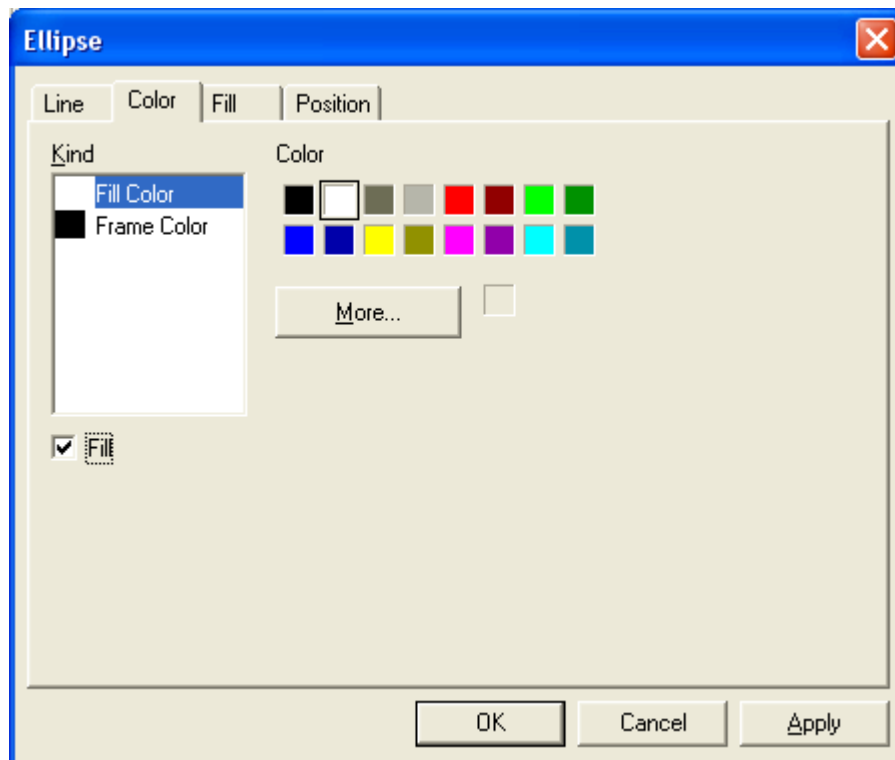 Ellipse
Line Color Fill Position
Kind Color
Fill Color
Frame Color
More...
Fill
OK Cancel Apply